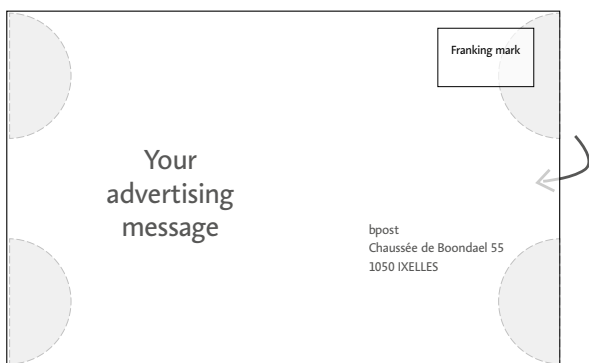 Franking mark
Your
advertising
message
bpost
Chaussée de Boondael 55
1050 IXELLES